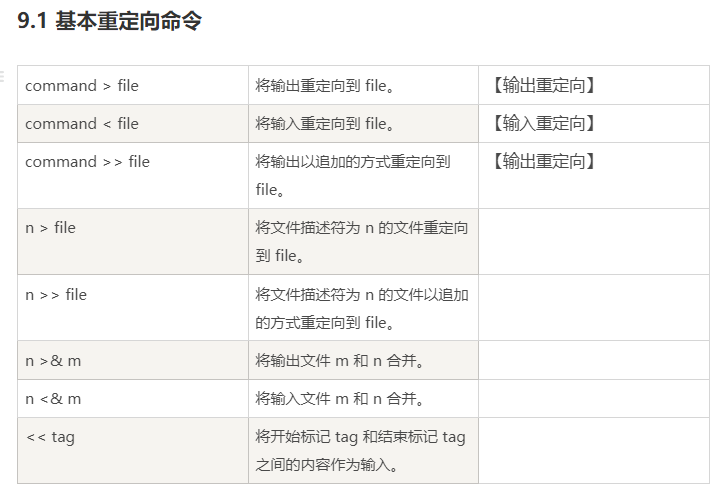 9.1 基本重定向命令
command > file 将输出重定向到 file。 【输出重定向】
command < file 将输入重定向到 file。 【输入重定向】
command >> file 将输出以追加的方式重定向到 【输出重定向】
file。
n > file 将文件描述符为 n 的文件重定向
到 file。
n >> file 将文件描述符为 n 的文件以追加
的方式重定向到 file。
n >& m 将输出文件 m 和 n 合并。
n <& m 将输入文件 m 和 n 合并。
<< tag 将开始标记 tag 和结束标记 tag
之间的内容作为输入。